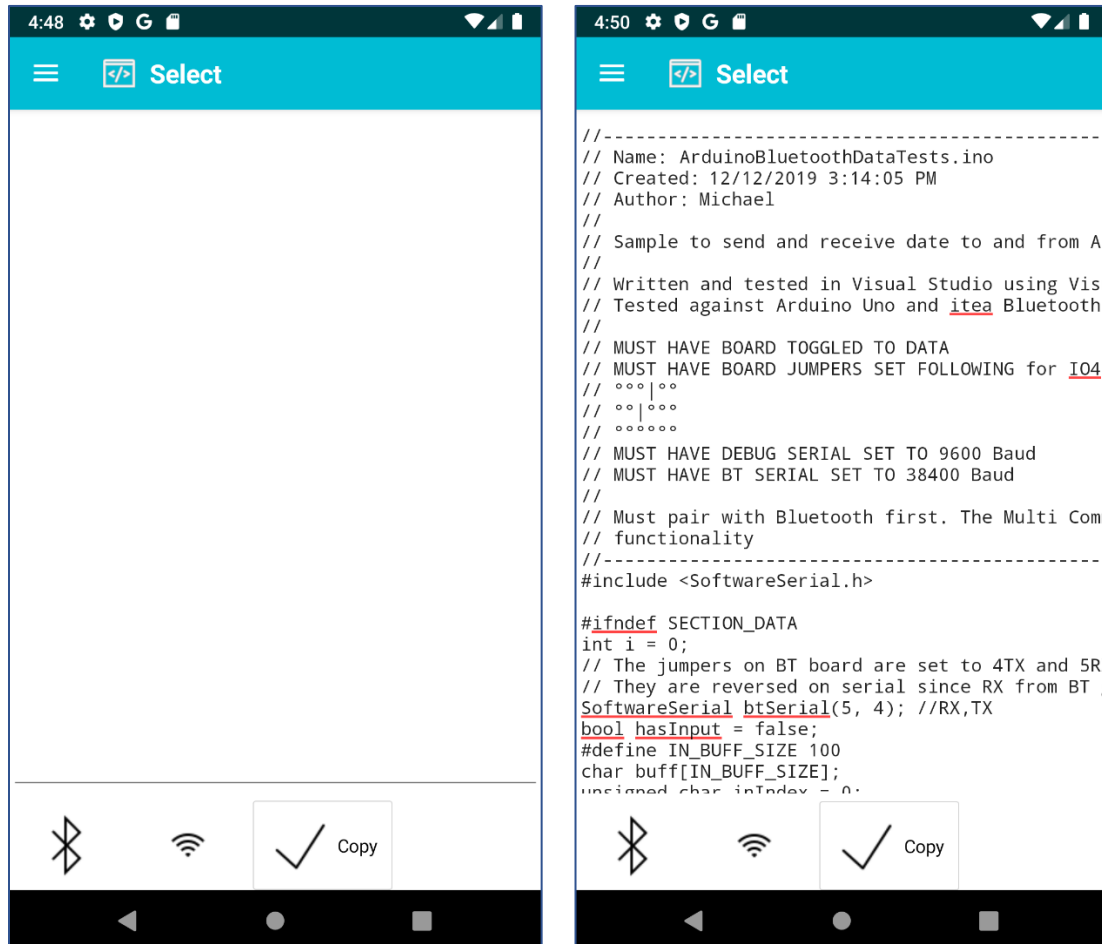 4:48 G
Select
Copy
4:50 G
Select
//----------------------------------------------
// Name: ArduinoBluetoothDataTests.ino
// Created: 12/12/2019 3:14:05 PM
// Author: Michael
//
// Sample to send and receive date to and from A
//
// Written and tested in Visual Studio using Vis
// Tested against Arduino Uno and itea Bluetooth
//
// MUST HAVE BOARD TOGGLED TO DATA
// MUST HAVE BOARD JUMPERS SET FOLLOWING for IO4
// °°°|°°
// °°|°°°
// °°°°°°
// MUST HAVE DEBUG SERIAL SET TO 9600 Baud
// MUST HAVE BT SERIAL SET TO 38400 Baud
//
// Must pair with Bluetooth first. The Multi Com
// functionality
//----------------------------------------------
#include <SoftwareSerial.h>
#ifndef SECTION_DATA
int i = 0;
// The jumpers on BT board are set to 4TX and 5R
// They are reversed on serial since RX from BT
SoftwareSerial btSerial(5, 4); //RX,TX
bool hasInput = false;
#define IN_BUFF_SIZE 100
char buff[IN_BUFF_SIZE];
unsigned char inIndex = 0;
Copy